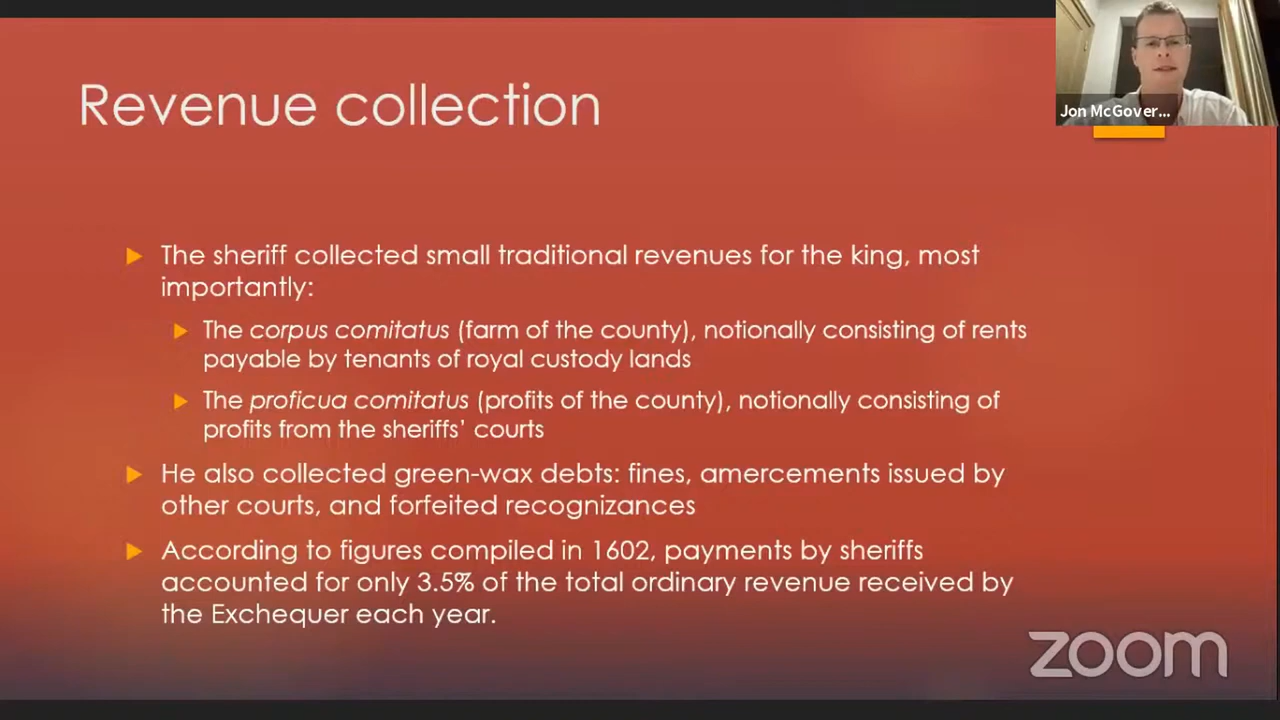 Revenue collection
Jon McGover...
The sheriff collected small traditional revenues for the king, most
importantly:
The corpus comitatus (farm of the county), notionally consisting of rents
payable by tenants of royal custody lands
The proficua comitatus (profits of the county), notionally consisting of
profits from the sheriffs’ courts
He also collected green-wax debts: fines, amercements issued by
other courts, and forfeited recognizances
According to figures compiled in 1602, payments by sheriffs
accounted for only 3.5% of the total ordinary revenue received by
the Exchequer each year.
zoom